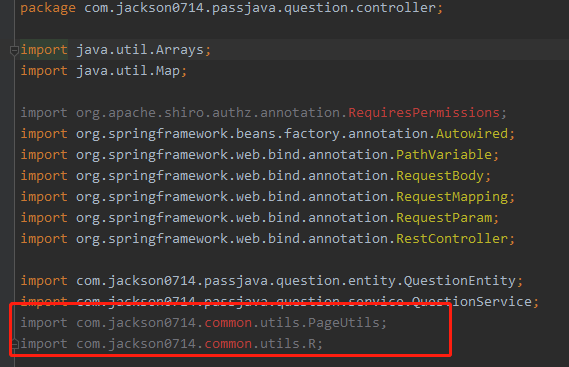 package com.jackson0714.passjava.question.controller;
import java.util.Arrays;
import java.util.Map;
import org.apache.shiro.authz.annotation.RequiresPermissions;
import org.springframework.beans.factory.annotation.Autowired;
import org.springframework.web.bind.annotation.PathVariable;
import org.springframework.web.bind.annotation.RequestBody;
import org.springframework.web.bind.annotation.RequestMapping;
import org.springframework.web.bind.annotation.RequestParam;
import org.springframework.web.bind.annotation.RestController;
import com.jackson0714.passjava.question.entity.QuestionEntity;
import com.jackson0714.passjava.question.service.QuestionService;
import com.jackson0714.common.utils.PageUtils;
import com.jackson0714.common.utils.R;